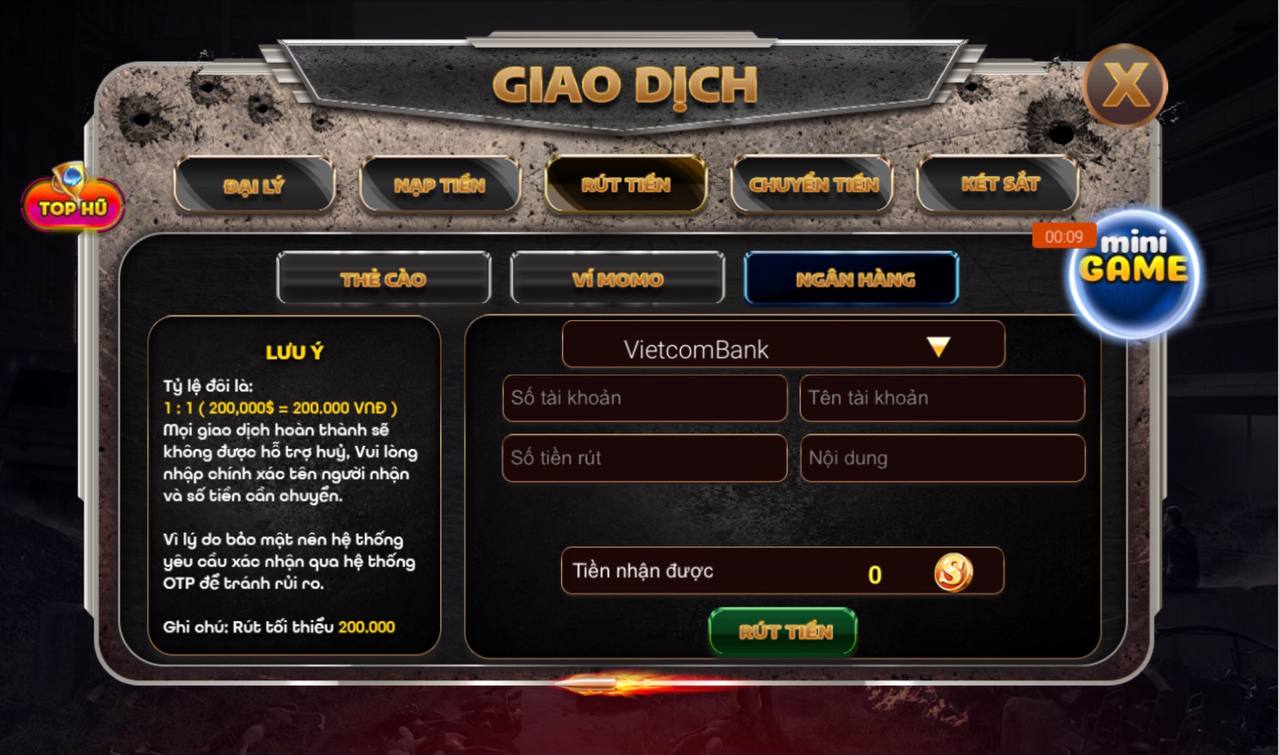 GIAO DỊCH
X
TOP HŨ
ĐẠI LÝ
NẠP TIỀN
RÚT TIỀN
CHUYỂN TIỀN
KÉT SẮT
00:09
mini
GAME
THẺ CÀO
VÍ MOMO
NGÂN HÀNG
LƯU Ý
Tỷ lệ đôi là:
1 : 1 ( 200,000$ = 200.000 VNĐ )
Mọi giao dịch hoàn thành sẽ
không được hỗ trợ huỷ, Vui lòng
nhập chính xác tên người nhận
và số tiền cần chuyển.
Vì lý do bảo mật nên hệ thống
yêu cầu xác nhận qua hệ thống
OTP để tránh rủi ro.
Ghi chú: Rút tối thiểu 200.000
VietcomBank
Số tài khoản
Tên tài khoản
Số tiền rút
Nội dung
Tiền nhận được
0
S
RÚT TIỀN